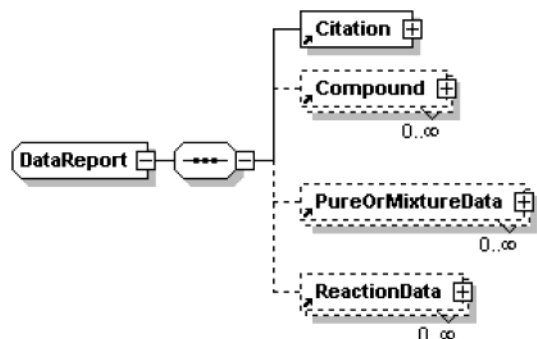 Citation
Compound
0..∞
DataReport
PureOrMixtureData
0..∞
ReactionData
0..∞